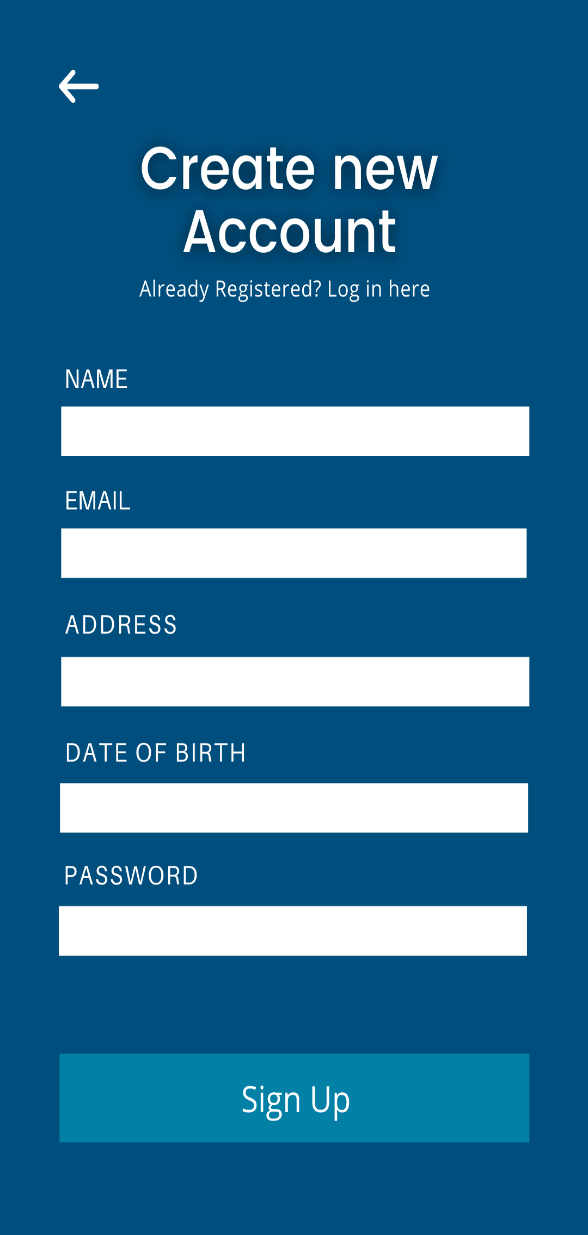 Create new
Account
Already Registered? Log in here
NAME
EMAIL
ADDRESS
DATE OF BIRTH
PASSWORD
Sign Up